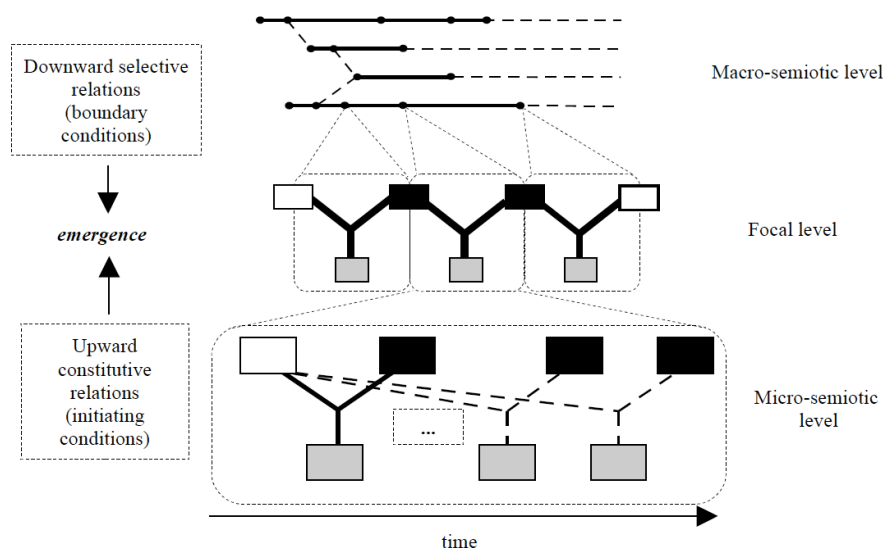 Downward selective
relations
(boundary
conditions)
emergence
Upward
constitutive
relations
(initiating
conditions)
Macro-semiotic level
Focal level
Micro-semiotic
level
...
time